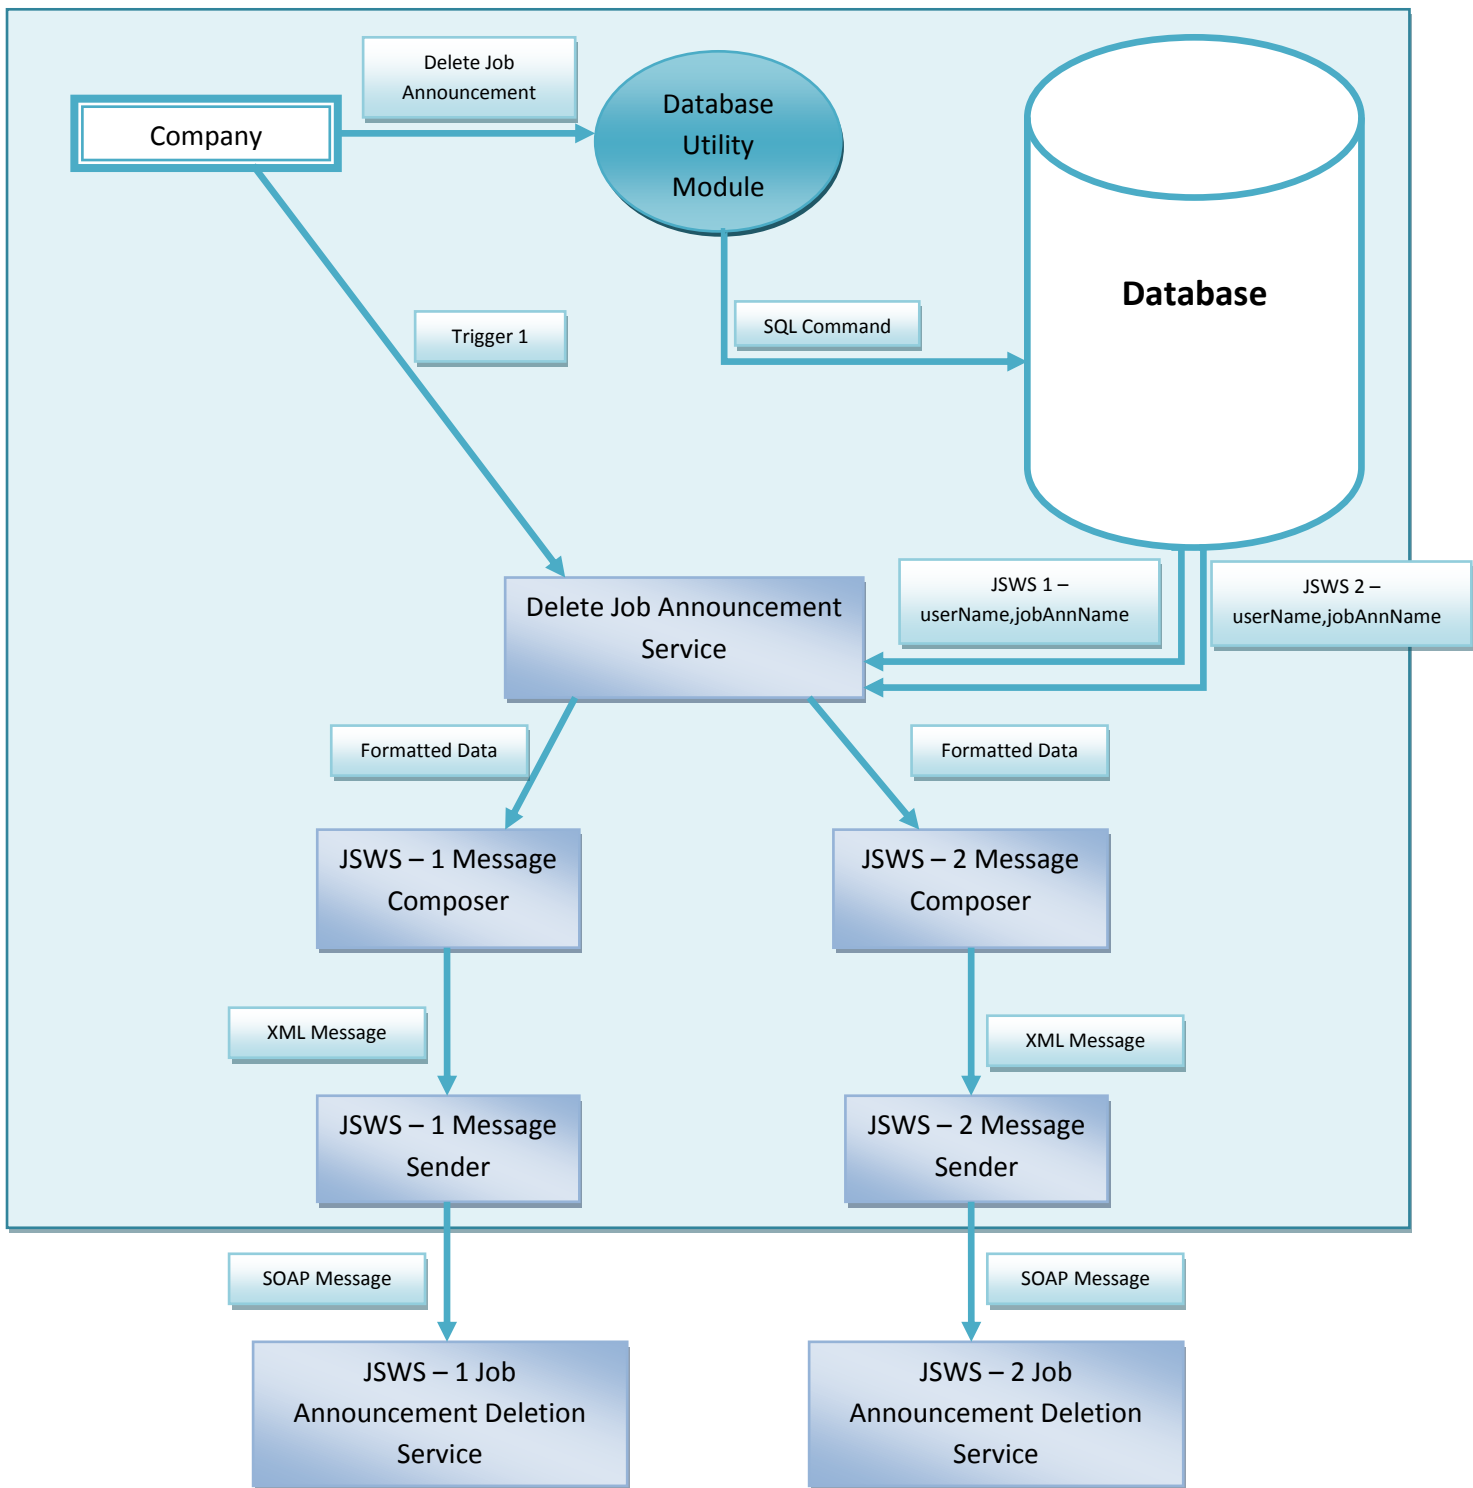 Delete Job
Announcement
Company
Database
Utility
Module
Database
SQL Command
Trigger 1
JSWS 1 –
userName,jobAnnName
JSWS 2 –
userName,jobAnnName
Delete Job Announcement
Service
Formatted Data
Formatted Data
JSWS – 1 Message
Composer
JSWS – 2 Message
Composer
XML Message
XML Message
JSWS – 1 Message
Sender
JSWS – 2 Message
Sender
SOAP Message
SOAP Message
JSWS – 1 Job
Announcement Deletion
Service
JSWS – 2 Job
Announcement Deletion
Service